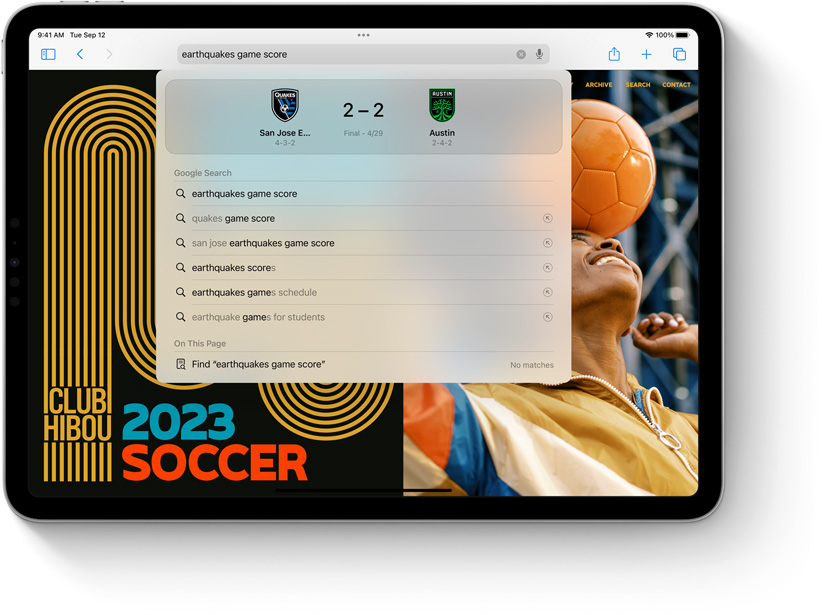 9:41 AM Tue Sep 12
100%
earthquakes game score
ARCHIVE SEARCH CONTACT
QUAKES
AUSTIN
2 – 2
San Jose E... Final - 4/29 Austin
4-3-2 2-4-2
Google Search
earthquakes game score
quakes game score
san jose earthquakes game score
earthquakes scores
earthquakes games schedule
earthquake games for students
On This Page
Find “earthquakes game score” No matches
CLUB
HIBOU
2023
SOCCER